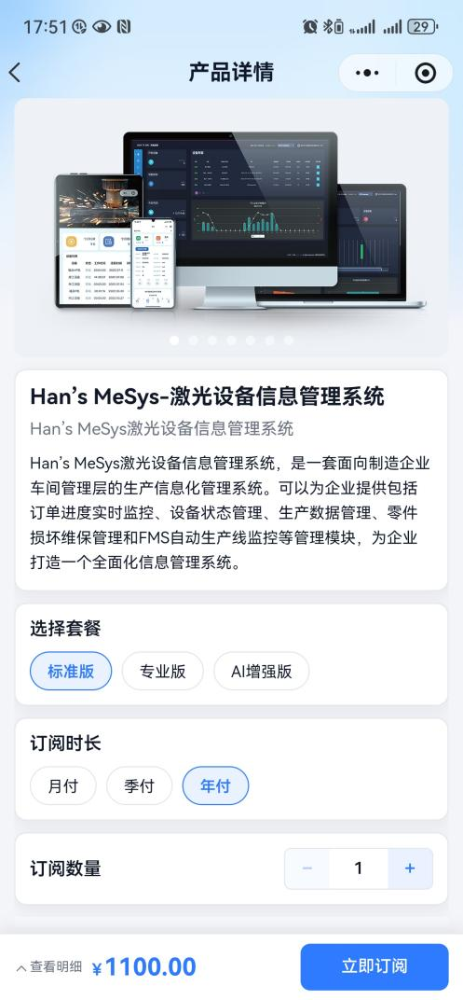 17:51
29
产品详情
Han's MeSys-激光设备信息管理系统
Han's MeSys激光设备信息管理系统
Han's MeSys激光设备信息管理系统，是一套面向制造企业
车间管理层的生产信息化管理系统。可以为企业提供包括
订单进度实时监控、设备状态管理、生产数据管理、零件
损坏维保管理和FMS自动生产线监控等管理模块，为企业
打造一个全面化信息管理系统。
选择套餐
标准版 专业版 AI增强版
订阅时长
月付 季付 年付
订阅数量 － 1 +
查看明细 ¥1100.00 立即订阅